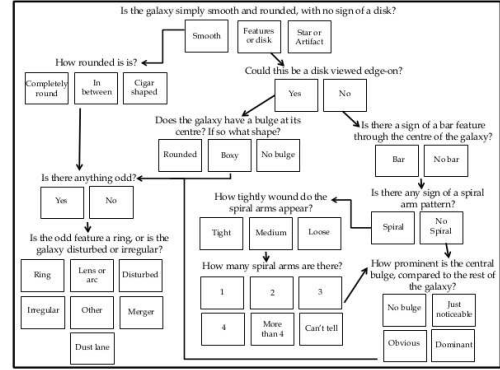 Is the galaxy simply smooth and rounded, with no sign of a disk?
Smooth
Features
or disk
Star or
Artifact
How rounded is is?
Completely
round
In
between
Cigar
shaped
Could this be a disk viewed edge-on?
Yes
No
Does the galaxy have a bulge at its
centre? If so what shape?
Rounded
Boxy
No bulge
Is there a sign of a bar feature
through the centre of the galaxy?
Bar
No bar
Is there anything odd?
Yes
No
Is there any sign of a spiral
arm pattern?
Spiral
No
Spiral
How tightly wound do the
spiral arms appear?
Tight
Medium
Loose
Is the odd feature a ring, or is the
galaxy disturbed or irregular?
Ring
Lens or
arc
Disturbed
Irregular
Other
Merger
Dust lane
How many spiral arms are there?
1
2
3
4
More
than 4
Can't tell
How prominent is the central
bulge, compared to the rest of
the galaxy?
No bulge
Just
noticeable
Obvious
Dominant